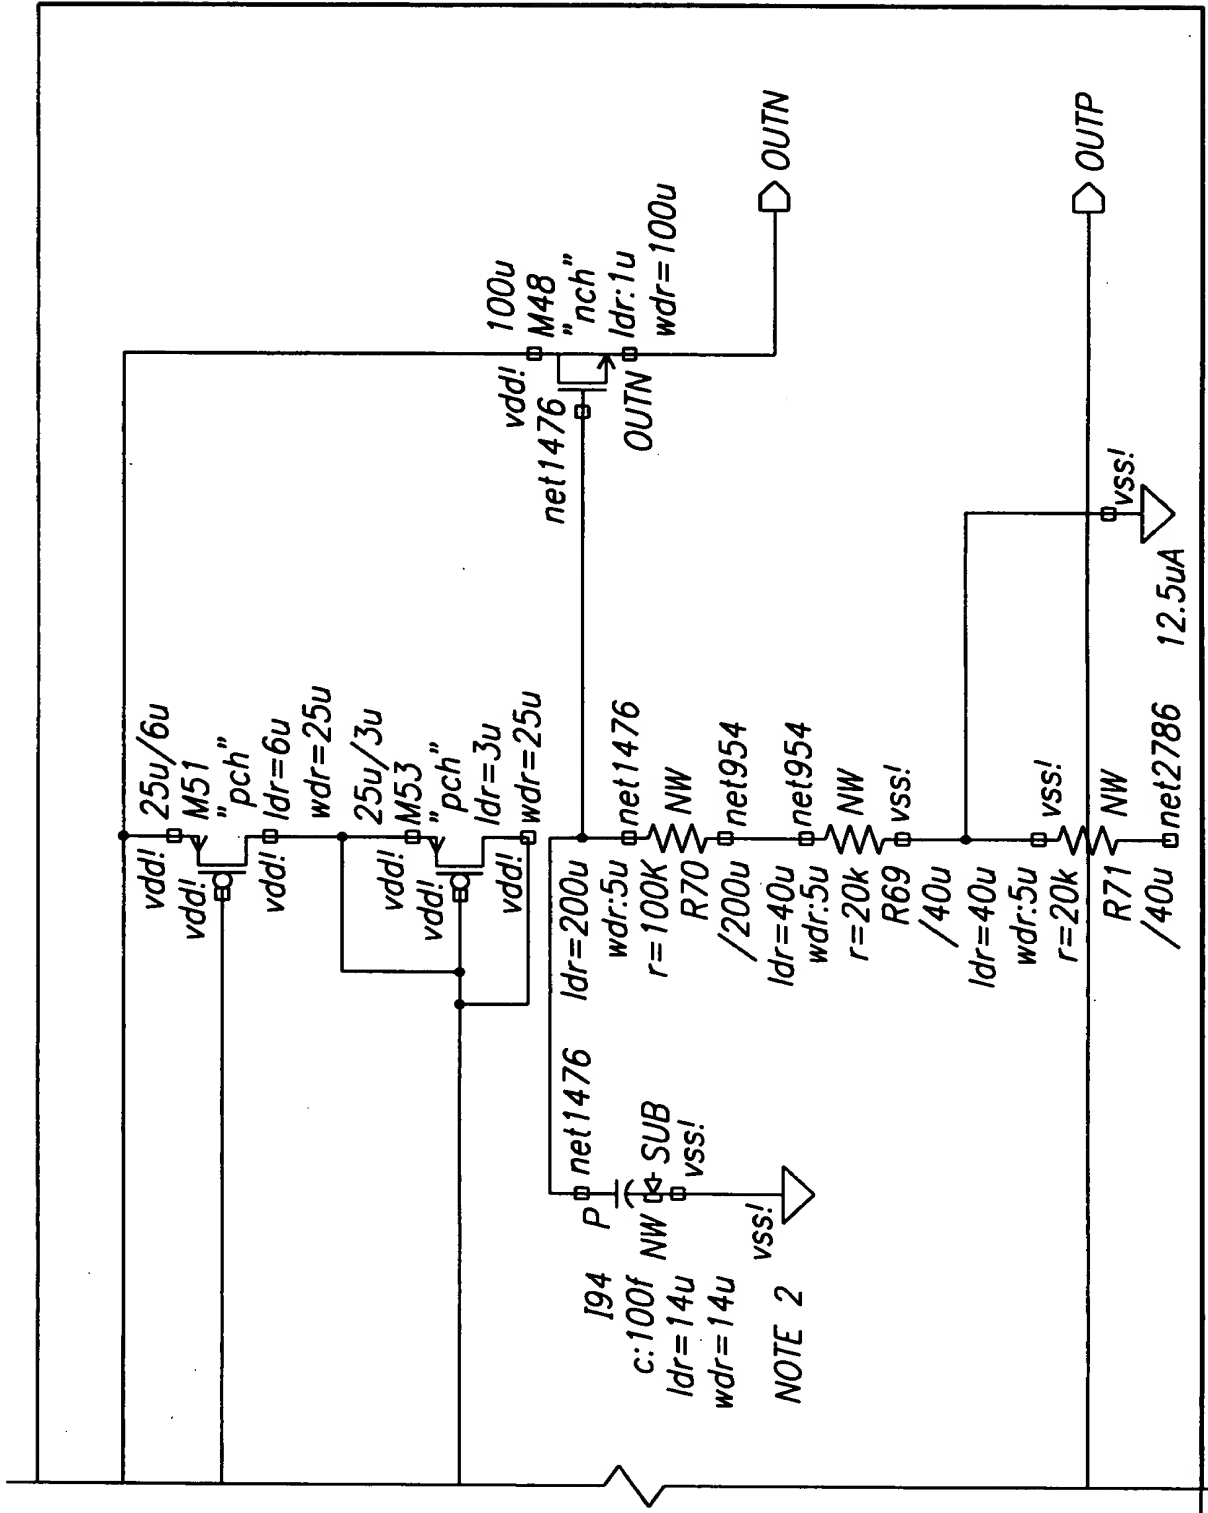 vdd!
25u/6u
vdd!
M51
"pch"
vdd!
ldr=6u
wdr=25u
25u/3u
vdd!
M53
vdd!
"pch"
ldr=3u
vdd!
wdr=25u
100u
vdd!
M48
net1476
"nch"
ldr:1u
OUTN
wdr=100u
OUTN
OUTP
net1476
P
I94
NW
SUB
c:100f
vss!
ldr=14u
wdr=14u
vss!
NOTE 2
ldr=200u
net1476
wdr:5u
r=100K
NW
R70
net954
/200u
ldr=40u
net954
wdr:5u
r=20k
NW
R69
vss!
/40u
ldr=40u
vss!
wdr:5u
r=20k
NW
R71
net2786
/40u
vss!
12.5uA